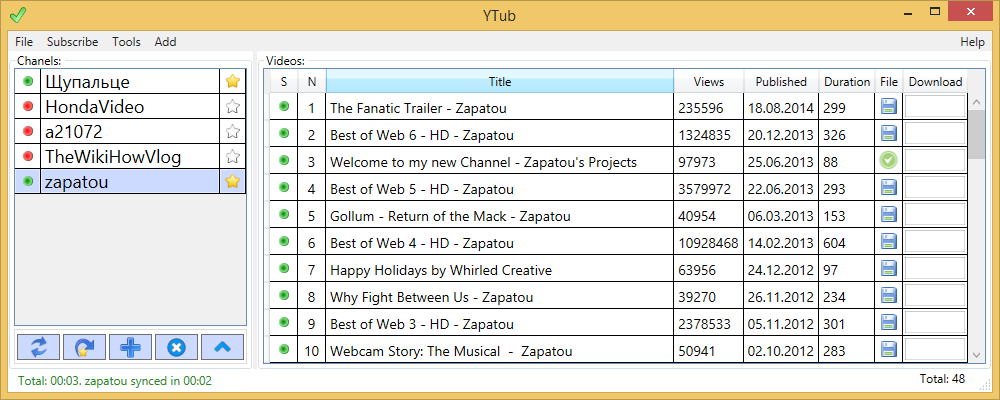 YTub
File Subscribe Tools Add Help
Chanels:
Щупальце
HondaVideo
a21072
TheWikiHowVlog
zapatou
Total: 00:03. zapatou synced in 00:02
Videos:
S N Title Views Published Duration File Download
1 The Fanatic Trailer - Zapatou 235596 18.08.2014 299
2 Best of Web 6 - HD - Zapatou 1324835 20.12.2013 326
3 Welcome to my new Channel - Zapatou's Projects 97973 25.06.2013 88
4 Best of Web 5 - HD - Zapatou 3579972 22.06.2013 293
5 Gollum - Return of the Mack - Zapatou 40954 06.03.2013 153
6 Best of Web 4 - HD - Zapatou 10928468 14.02.2013 604
7 Happy Holidays by Whirled Creative 63956 24.12.2012 97
8 Why Fight Between Us - Zapatou 39270 26.11.2012 234
9 Best of Web 3 - HD - Zapatou 2378533 05.11.2012 301
10 Webcam Story: The Musical - Zapatou 50941 02.10.2012 283
Total: 48